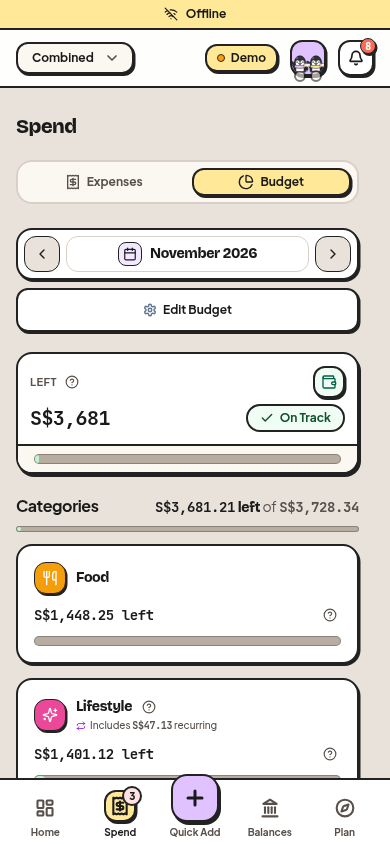 Offline
Combined
Demo
8
Spend
Expenses
Budget
November 2026
Edit Budget
LEFT
S$3,681
On Track
Categories
S$3,681.21 left of S$3,728.34
Food
S$1,448.25 left
Lifestyle
Includes S$47.13 recurring
S$1,401.12 left
3
Home
Spend
Quick Add
Balances
Plan